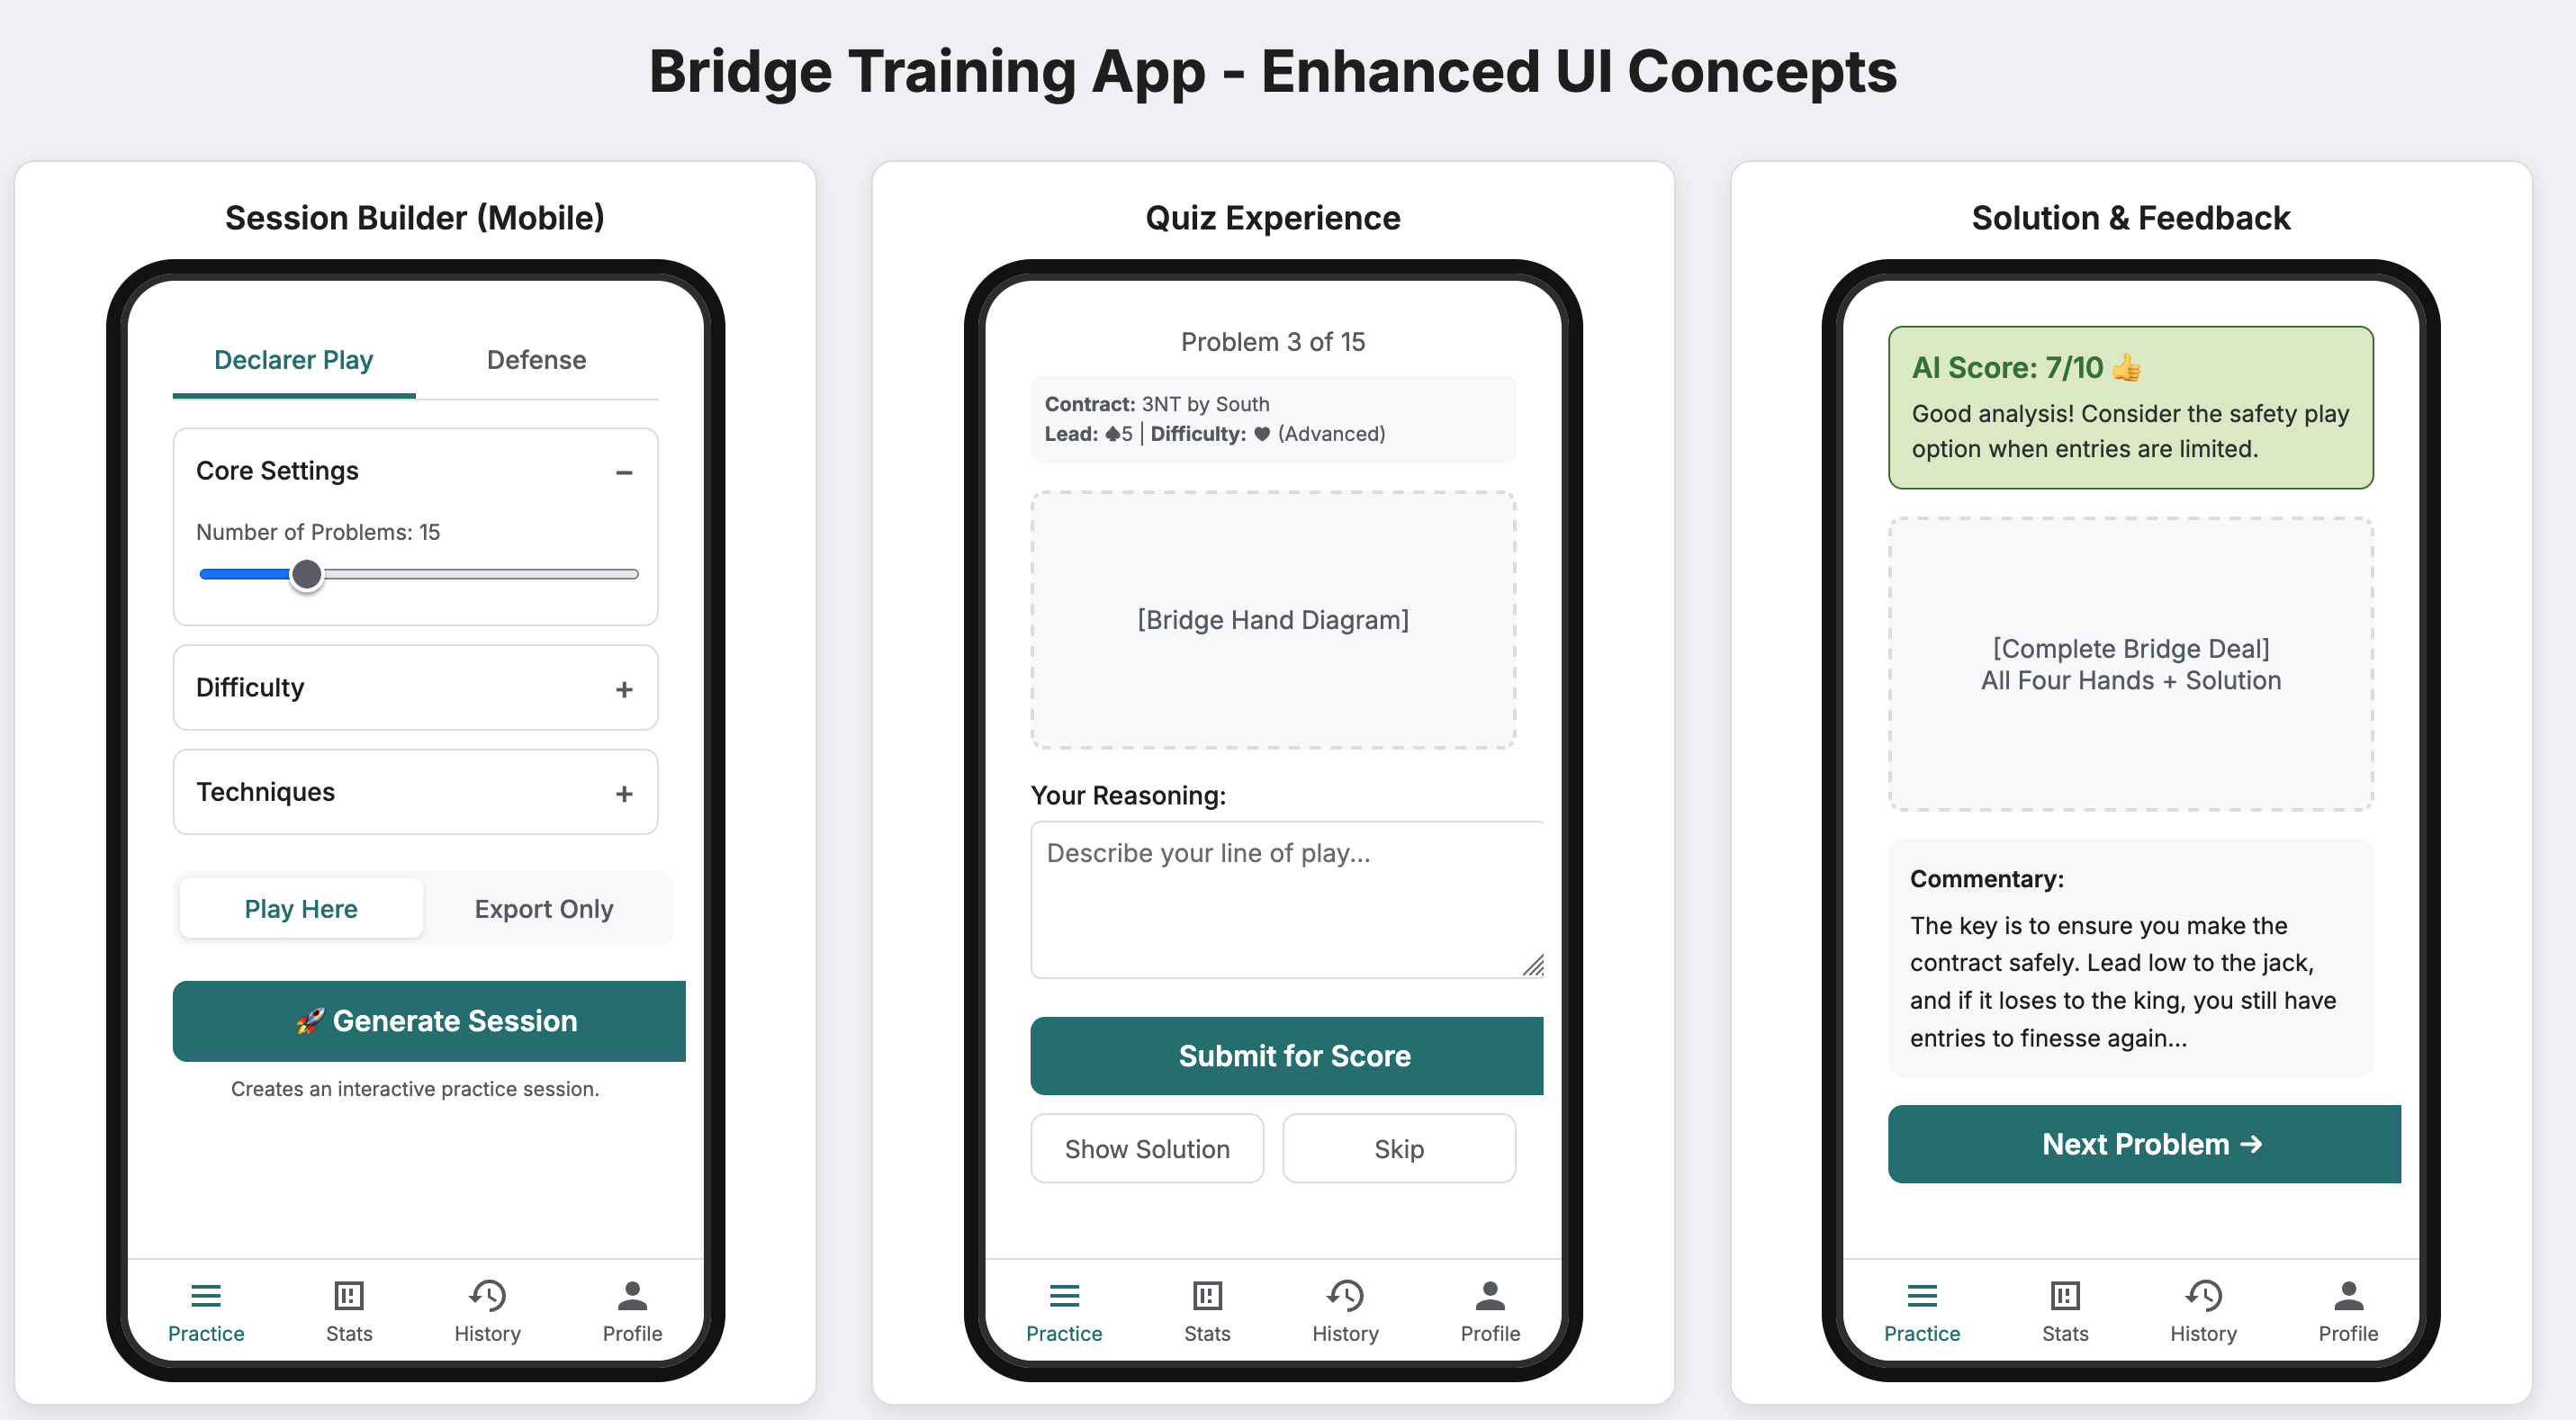 Bridge Training App - Enhanced UI Concepts
Session Builder (Mobile)
Declarer Play
Defense
Core Settings
−
Number of Problems: 15
Difficulty
+
Techniques
+
Play Here
Export Only
🚀 Generate Session
Creates an interactive practice session.
Practice
Stats
History
Profile
Quiz Experience
Problem 3 of 15
Contract: 3NT by South
Lead: ♠5 | Difficulty: ♥ (Advanced)
[Bridge Hand Diagram]
Your Reasoning:
Describe your line of play...
Submit for Score
Show Solution
Skip
Practice
Stats
History
Profile
Solution & Feedback
AI Score: 7/10 👍
Good analysis! Consider the safety play
option when entries are limited.
[Complete Bridge Deal]
All Four Hands + Solution
Commentary:
The key is to ensure you make the
contract safely. Lead low to the jack,
and if it loses to the king, you still have
entries to finesse again...
Next Problem →
Practice
Stats
History
Profile